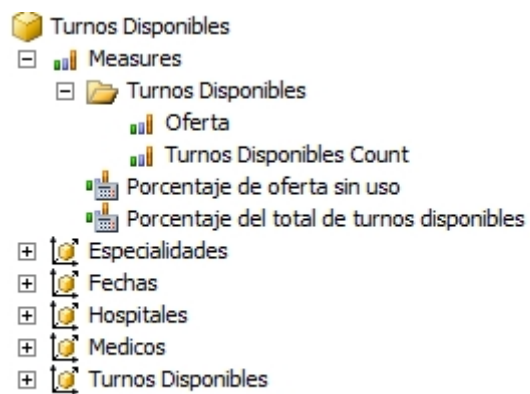 Turnos Disponibles
Measures
Turnos Disponibles
Oferta
Turnos Disponibles Count
Porcentaje de oferta sin uso
Porcentaje del total de turnos disponibles
Especialidades
Fechas
Hospitales
Medicos
Turnos Disponibles